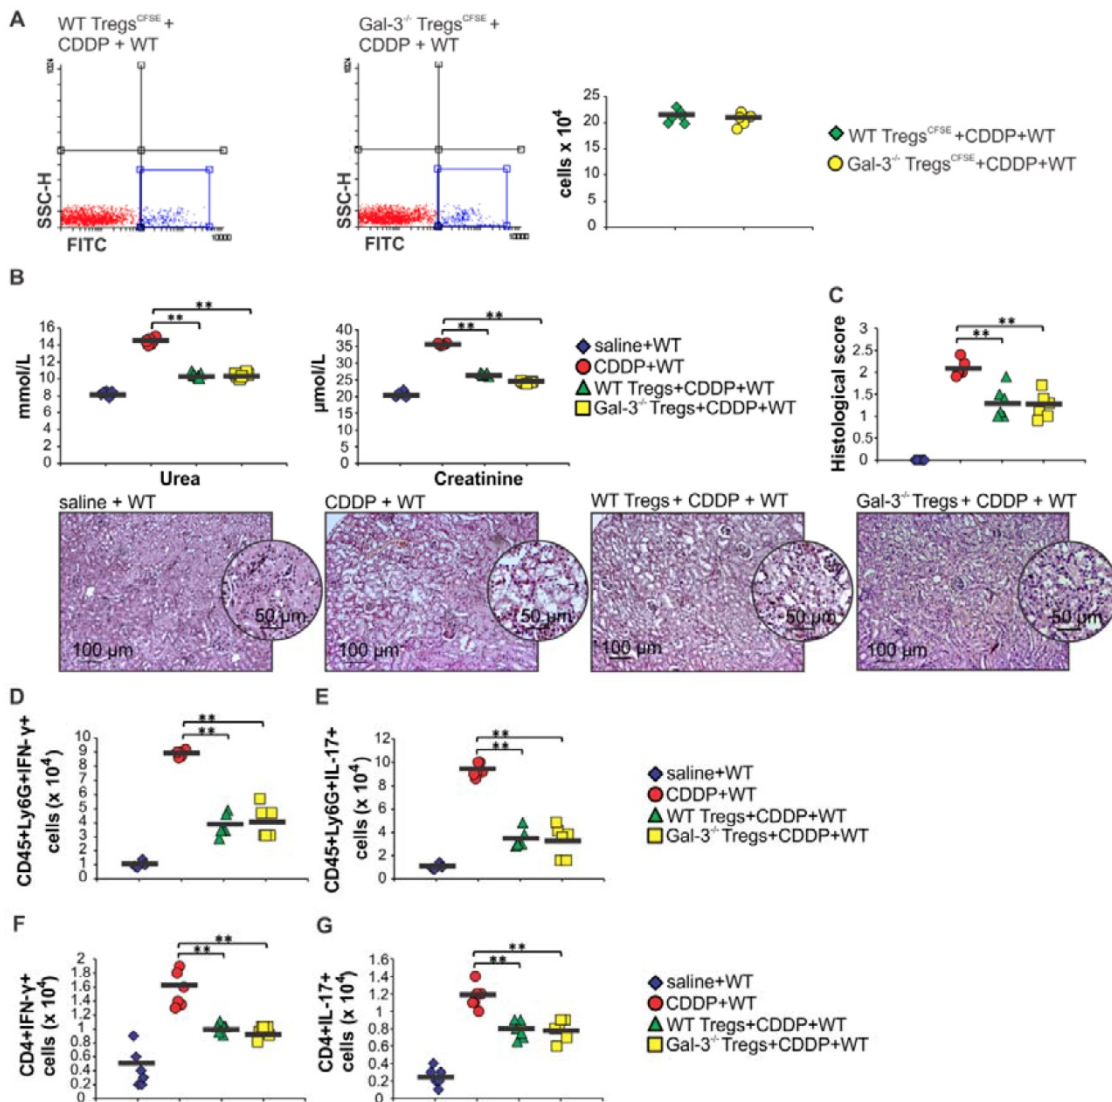 A
WT Tregs^CFSE +
CDDP + WT
Gal-3^-/- Tregs^CFSE +
CDDP + WT
SSC-H
FITC
10000
SSC-H
FITC
10000
cells x 10^4
25
20
15
10
5
0
WT Tregs^CFSE+CDDP+WT
Gal-3^-/- Tregs^CFSE+CDDP+WT
B
mmol/L
16
14
12
10
8
6
4
2
0
** **
Urea
µmol/L
40
35
30
25
20
15
10
5
0
** **
Creatinine
saline+WT
CDDP+WT
WT Tregs+CDDP+WT
Gal-3^-/- Tregs+CDDP+WT
C
Histological score
3
2.5
2
1.5
1
0.5
0
** **
saline + WT
100 µm
50 µm
CDDP + WT
100 µm
50 µm
WT Tregs + CDDP + WT
100 µm
50 µm
Gal-3^-/- Tregs + CDDP + WT
100 µm
50 µm
D
CD45+Ly6G+IFN-γ+
cells (x 10^4)
10
9
8
7
6
5
4
3
2
1
0
** **
E
CD45+Ly6G+IL-17+
cells (x 10^4)
12
10
8
6
4
2
0
** **
saline+WT
CDDP+WT
WT Tregs+CDDP+WT
Gal-3^-/- Tregs+CDDP+WT
F
CD4+IFN-γ+
cells (x 10^4)
2
1.8
1.6
1.4
1.2
1
0.8
0.6
0.4
0.2
0
** **
G
CD4+IL-17+
cells (x 10^4)
1.6
1.4
1.2
1
0.8
0.6
0.4
0.2
0
** **
saline+WT
CDDP+WT
WT Tregs+CDDP+WT
Gal-3^-/- Tregs+CDDP+WT